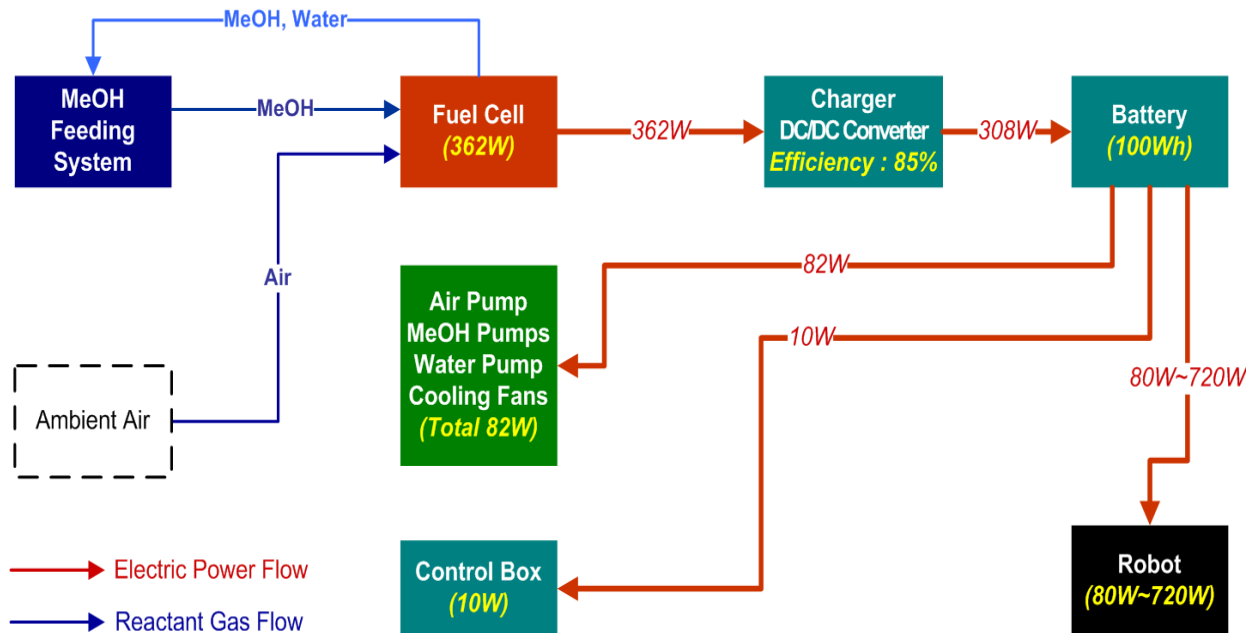 MeOH, Water
MeOH
Feeding
System
MeOH
Fuel Cell
(362W)
362W
Charger
DC/DC Converter
Efficiency : 85%
308W
Battery
(100Wh)
Air
82W
Air Pump
MeOH Pumps
Water Pump
Cooling Fans
(Total 82W)
10W
80W~720W
Ambient Air
Control Box
(10W)
Robot
(80W~720W)
Electric Power Flow
Reactant Gas Flow